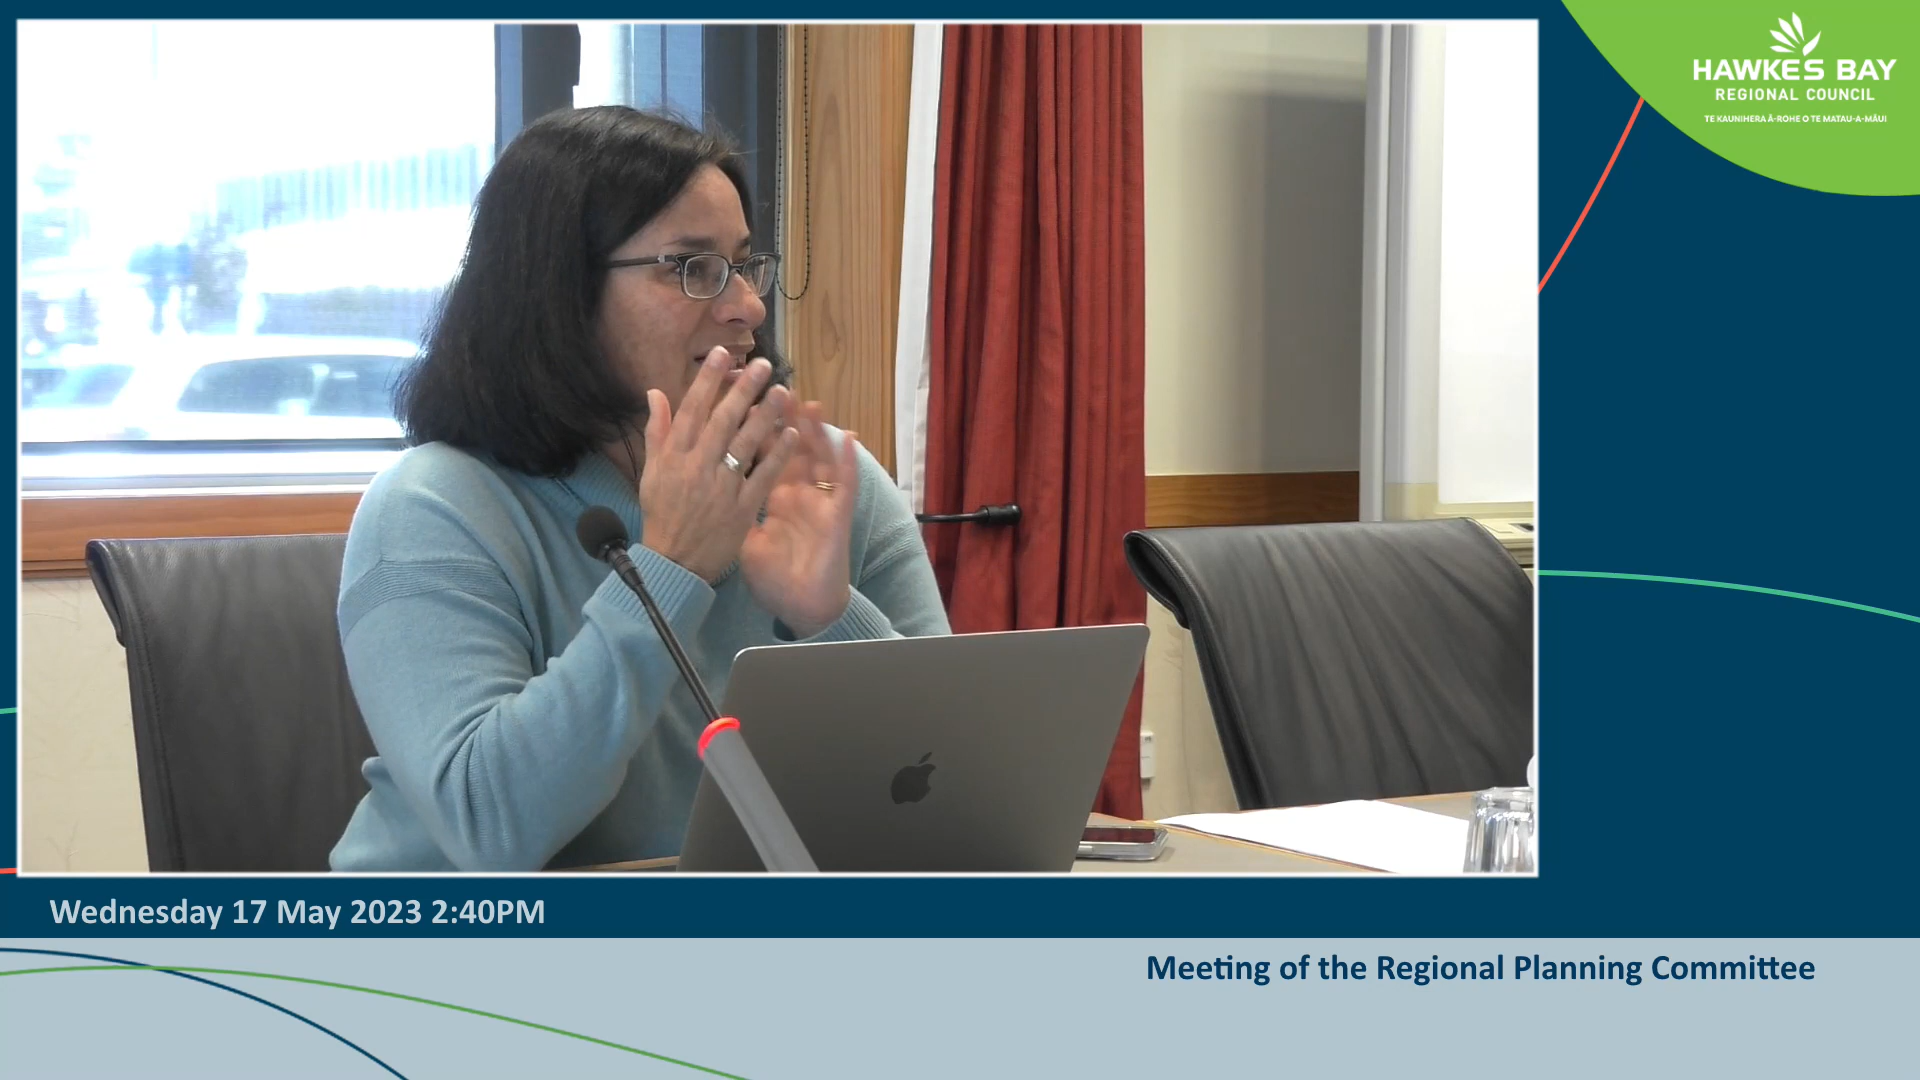 HAWKE'S BAY
REGIONAL COUNCIL
TE KAUNIHERA Ā-ROHE O TE MATAU-A-MĀUI
Wednesday 17 May 2023 2:40PM
Meeting of the Regional Planning Committee